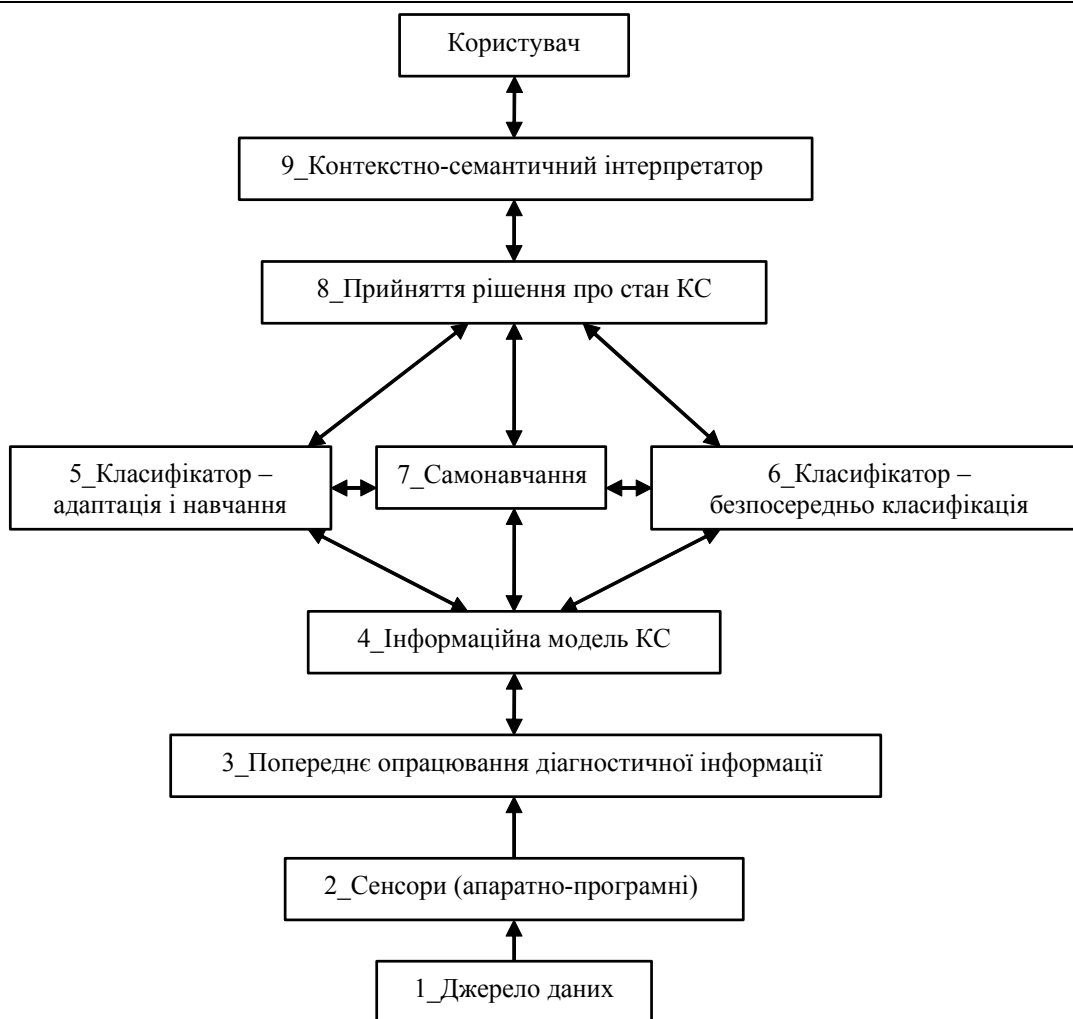 Користувач
9_Контекстно-семантичний інтерпретатор
8_Прийняття рішення про стан КС
5_Класифікатор –
адаптація і навчання
7_Самонавчання
6_Класифікатор –
безпосередньо класифікація
4_Інформаційна модель КС
3_Попереднє опрацювання діагностичної інформації
2_Сенсори (апаратно-програмні)
1_Джерело даних